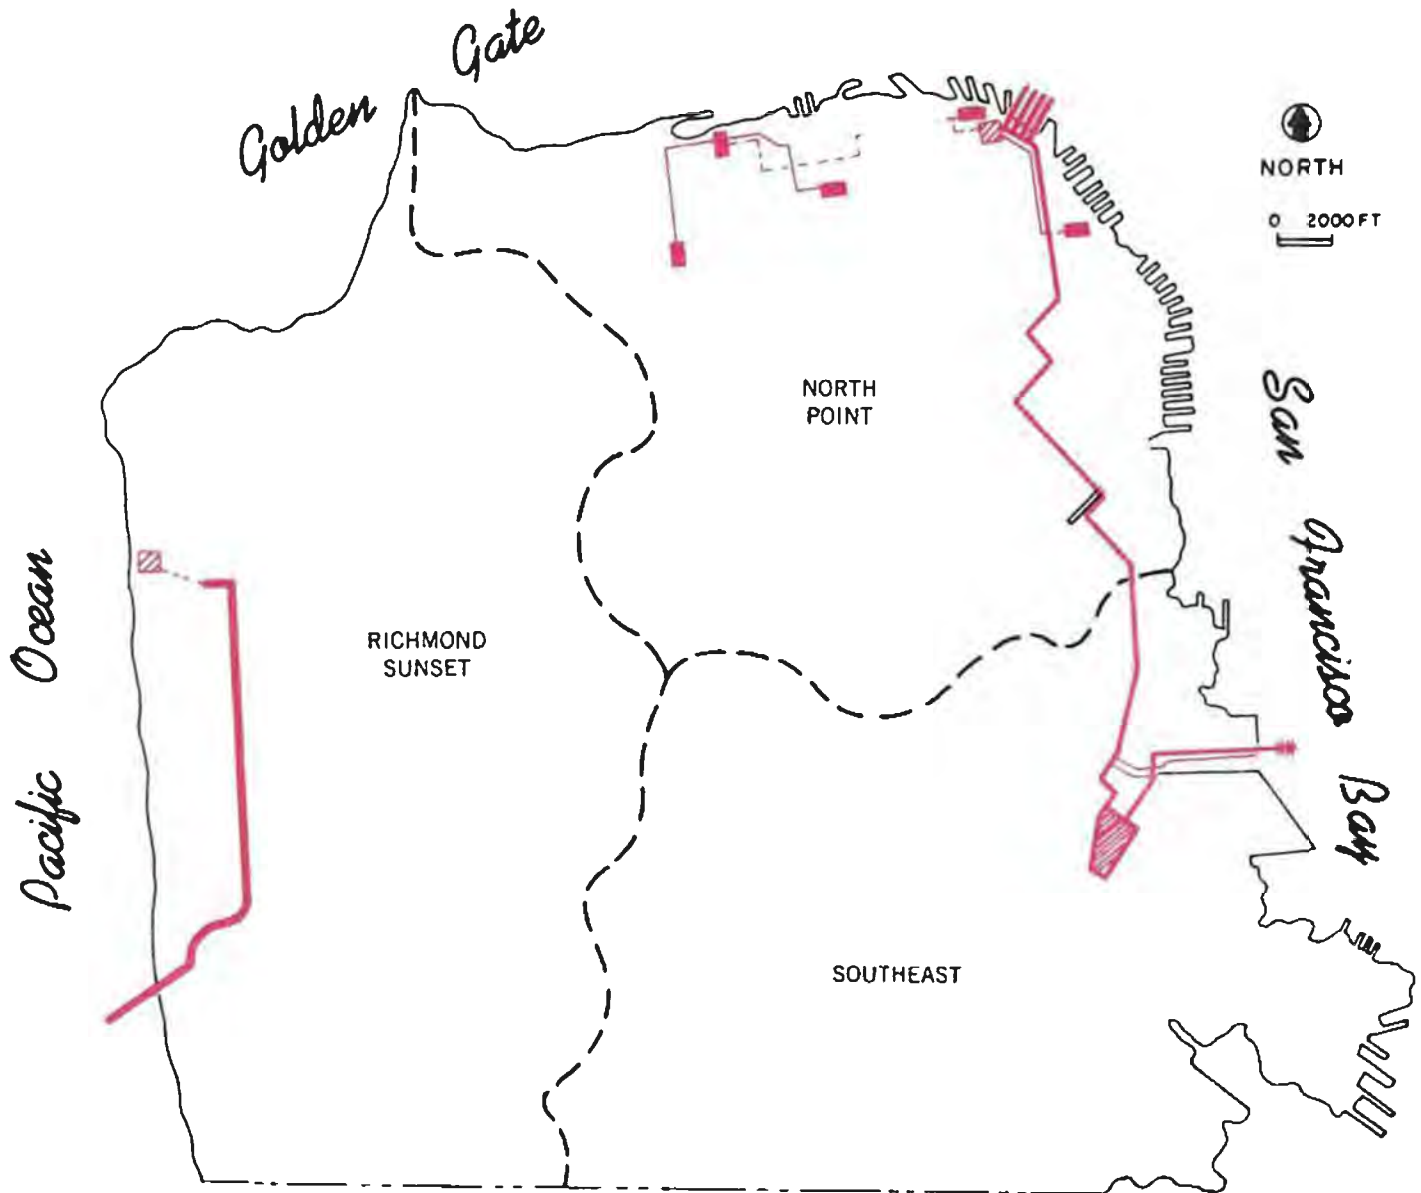 Golden Gate
NORTH
0 2000 FT
NORTH
POINT
San Francisco Bay
Pacific Ocean
RICHMOND
SUNSET
SOUTHEAST